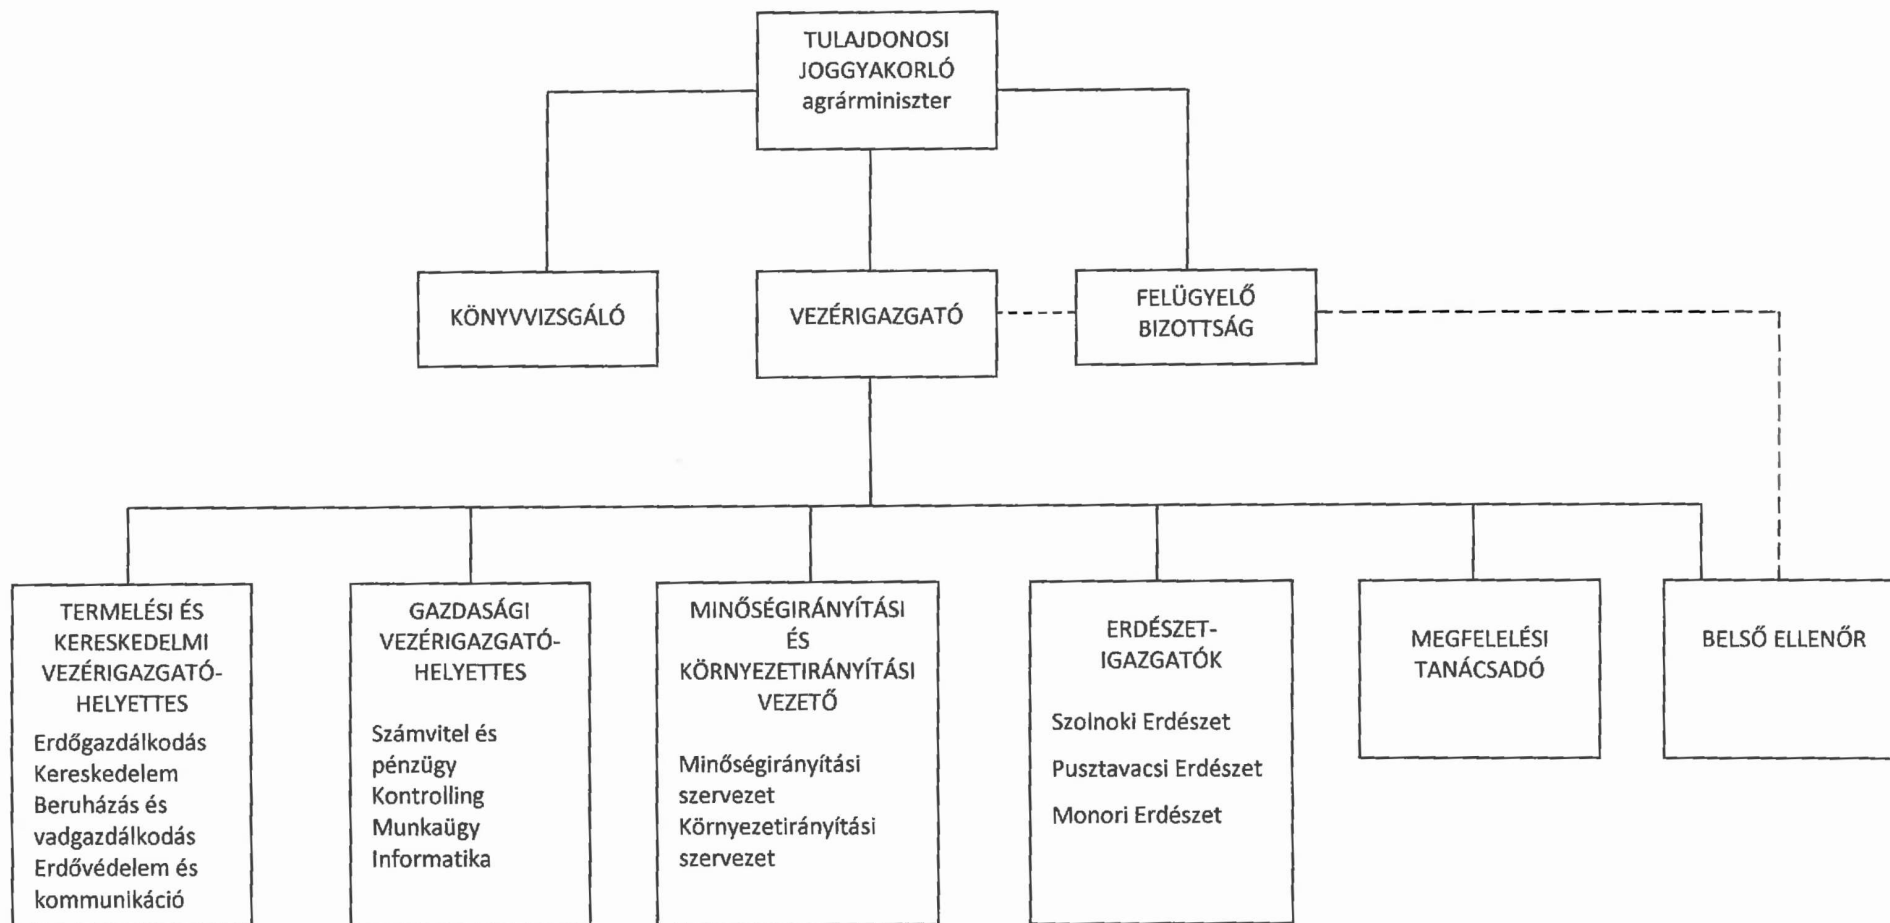 TULAJDONOSI
JOGGYAKORLÓ
agrárminiszter
KÖNYVVIZSGÁLÓ
VEZÉRIGAZGATÓ
FELÜGYELŐ
BIZOTTSÁG
TERMELÉSI ÉS
KERESKEDELMI
VEZÉRIGAZGATÓ-
HELYETTES
Erdőgazdálkodás
Kereskedelem
Beruházás és
vadgazdálkodás
Erdővédelem és
kommunikáció
GAZDASÁGI
VEZÉRIGAZGATÓ-
HELYETTES
Számvitel és
pénzügy
Kontrolling
Munkaügy
Informatika
MINŐSÉGIRÁNYÍTÁSI
ÉS
KÖRNYEZETIRÁNYÍTÁSI
VEZETŐ
Minőségirányítási
szervezet
Környezetirányítási
szervezet
ERDÉSZET-
IGAZGATÓK
Szolnoki Erdészet
Pusztavacsi Erdészet
Monori Erdészet
MEGFELELÉSI
TANÁCSADÓ
BELSŐ ELLENŐR